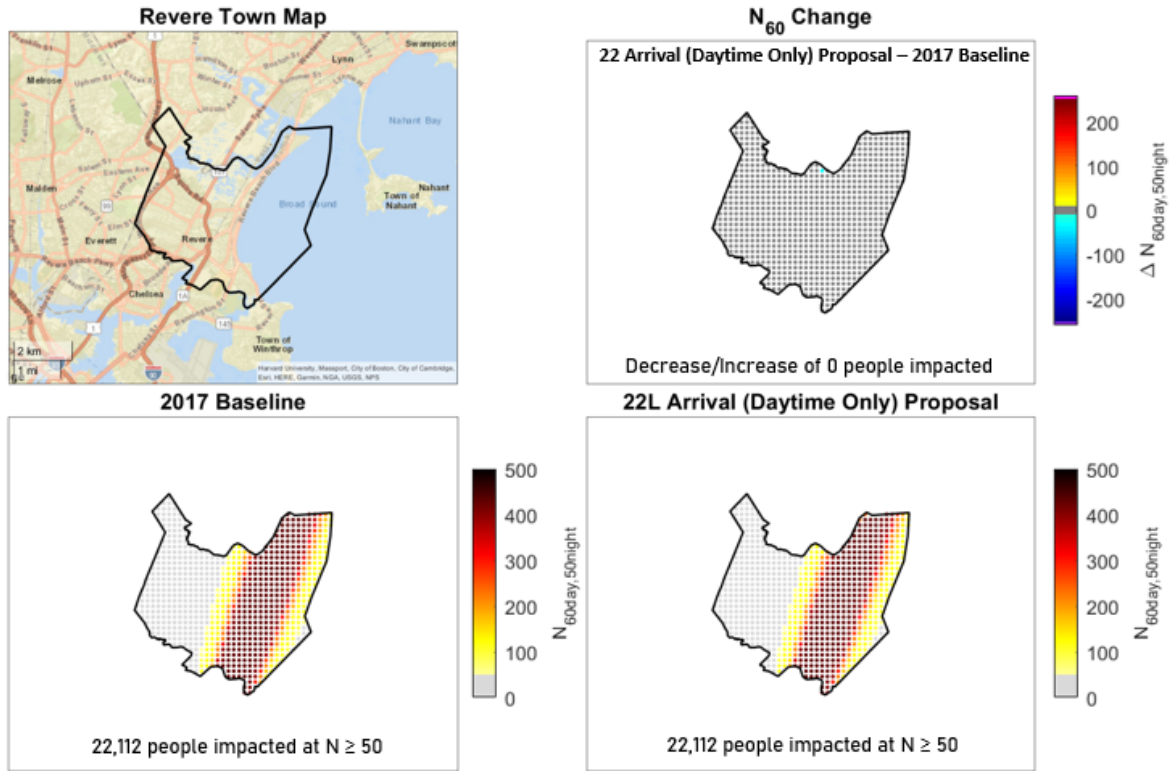 Revere Town Map
Swampscot
Lynn
Melrose
Nahant Bay
Malden
Nahant
Town of
Nahant
Broad Sound
Everett
Revere
Chelsea
1A
145
1
Town of
Winthrop
2 km
1 mi
Harvard University, Massport, City of Boston, City of Cambridge,
Esri, HERE, Garmin, NGA, USGS, NPS
N60 Change
22 Arrival (Daytime Only) Proposal – 2017 Baseline
200
100
0
-100
-200
Δ N60day,50night
Decrease/Increase of 0 people impacted
2017 Baseline
500
400
300
200
100
0
N60day,50night
22,112 people impacted at N ≥ 50
22L Arrival (Daytime Only) Proposal
500
400
300
200
100
0
N60day,50night
22,112 people impacted at N ≥ 50